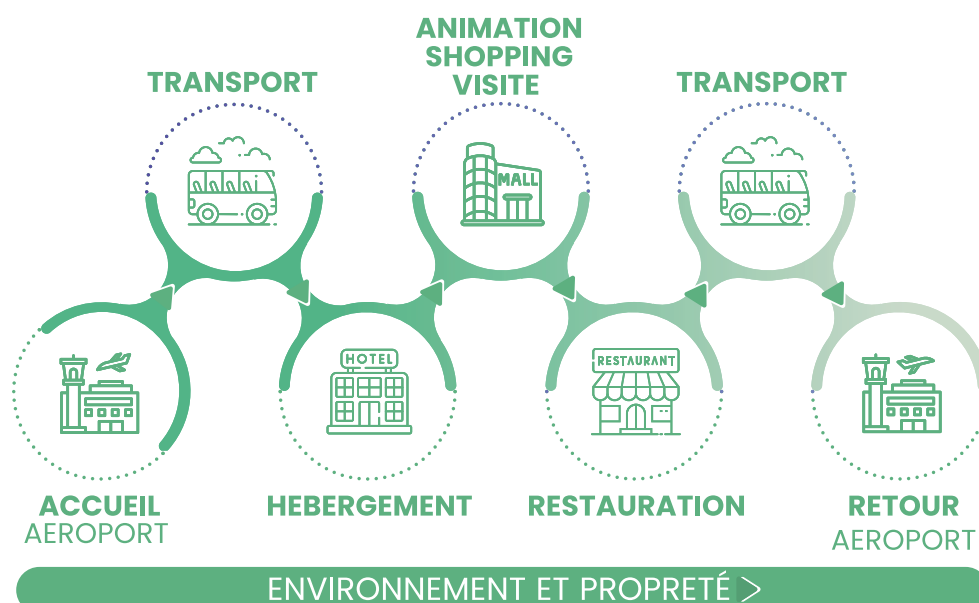 ANIMATION
SHOPPING
VISITE
TRANSPORT
TRANSPORT
MALL
HOTEL
RESTAURANT
ACCUEIL
AEROPORT
HEBERGEMENT
RESTAURATION
RETOUR
AEROPORT
ENVIRONNEMENT ET PROPRETÉ